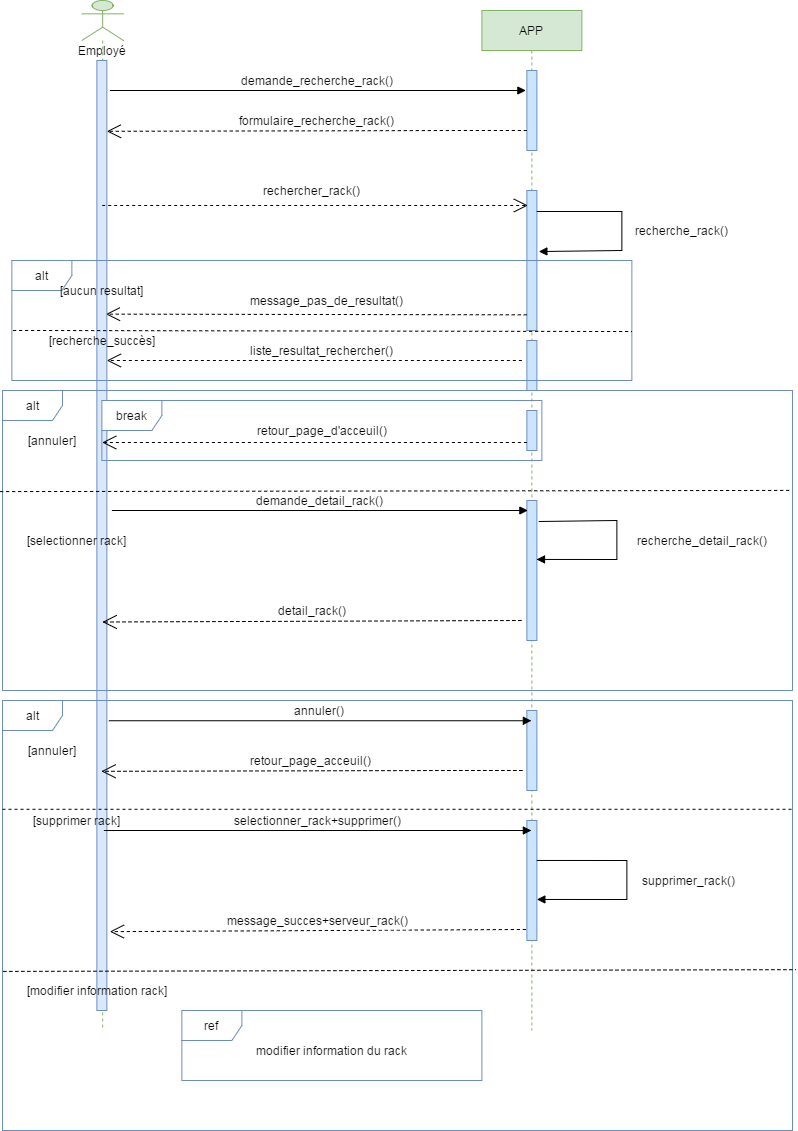 Employé
APP
demande_recherche_rack()
formulaire_recherche_rack()
rechercher_rack()
recherche_rack()
alt
[aucun resultat]
message_pas_de_resultat()
[recherche_succès]
liste_resultat_rechercher()
alt
break
[annuler]
retour_page_d'acceuil()
demande_detail_rack()
[selectionner rack]
recherche_detail_rack()
detail_rack()
alt
annuler()
[annuler]
retour_page_acceuil()
[supprimer rack]
selectionner_rack+supprimer()
supprimer_rack()
message_succes+serveur_rack()
[modifier information rack]
ref
modifier information du rack